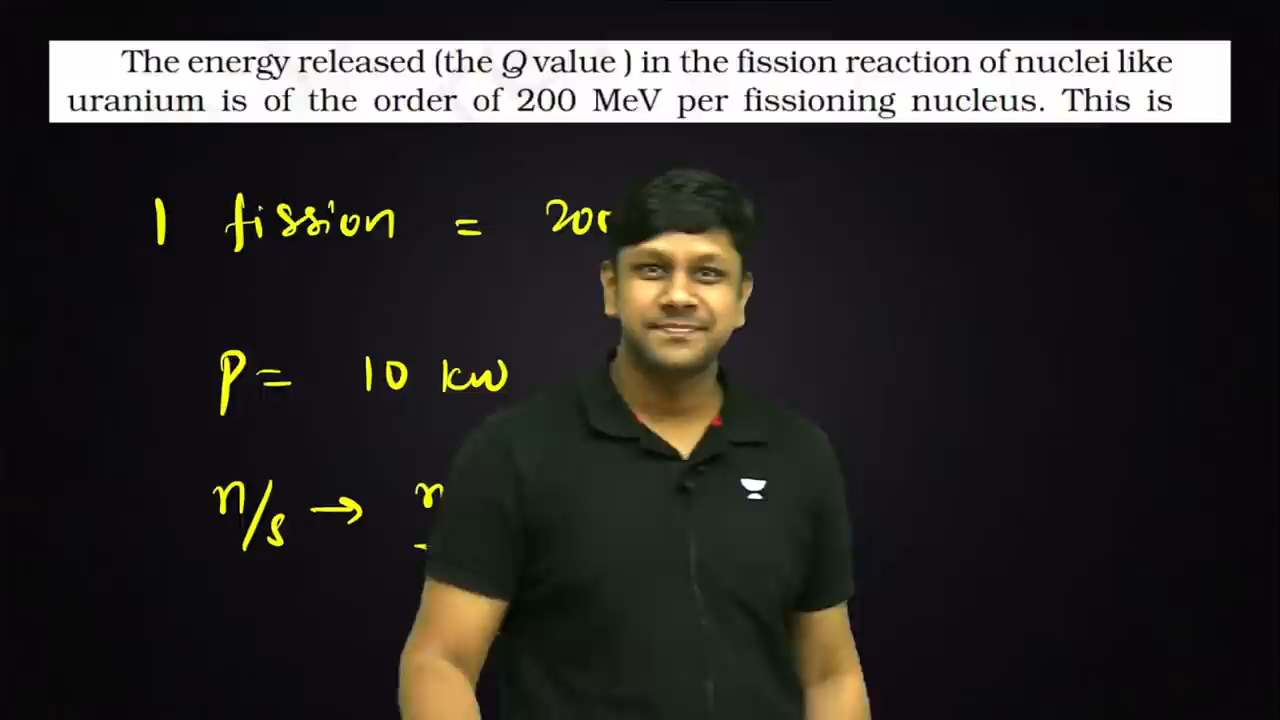 The energy released (the Q value ) in the fission reaction of nuclei like
uranium is of the order of 200 MeV per fissioning nucleus. This is
1 fission = 200
P = 10 kw
n/s → n